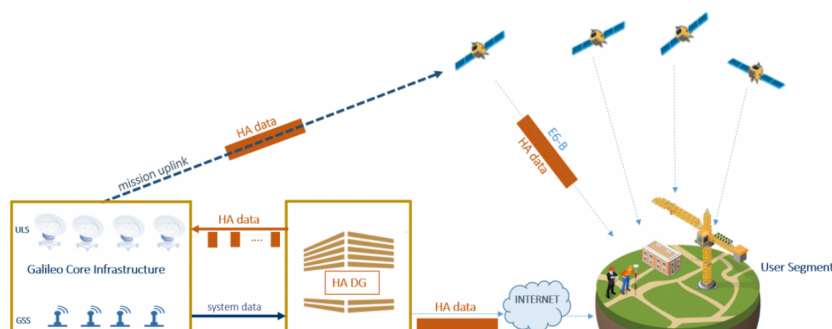 HA data
mission uplink
E6-B
HA data
ULS
HA data
....
Galileo Core Infrastructure
HA DG
User Segment
INTERNET
system data
HA data
GSS